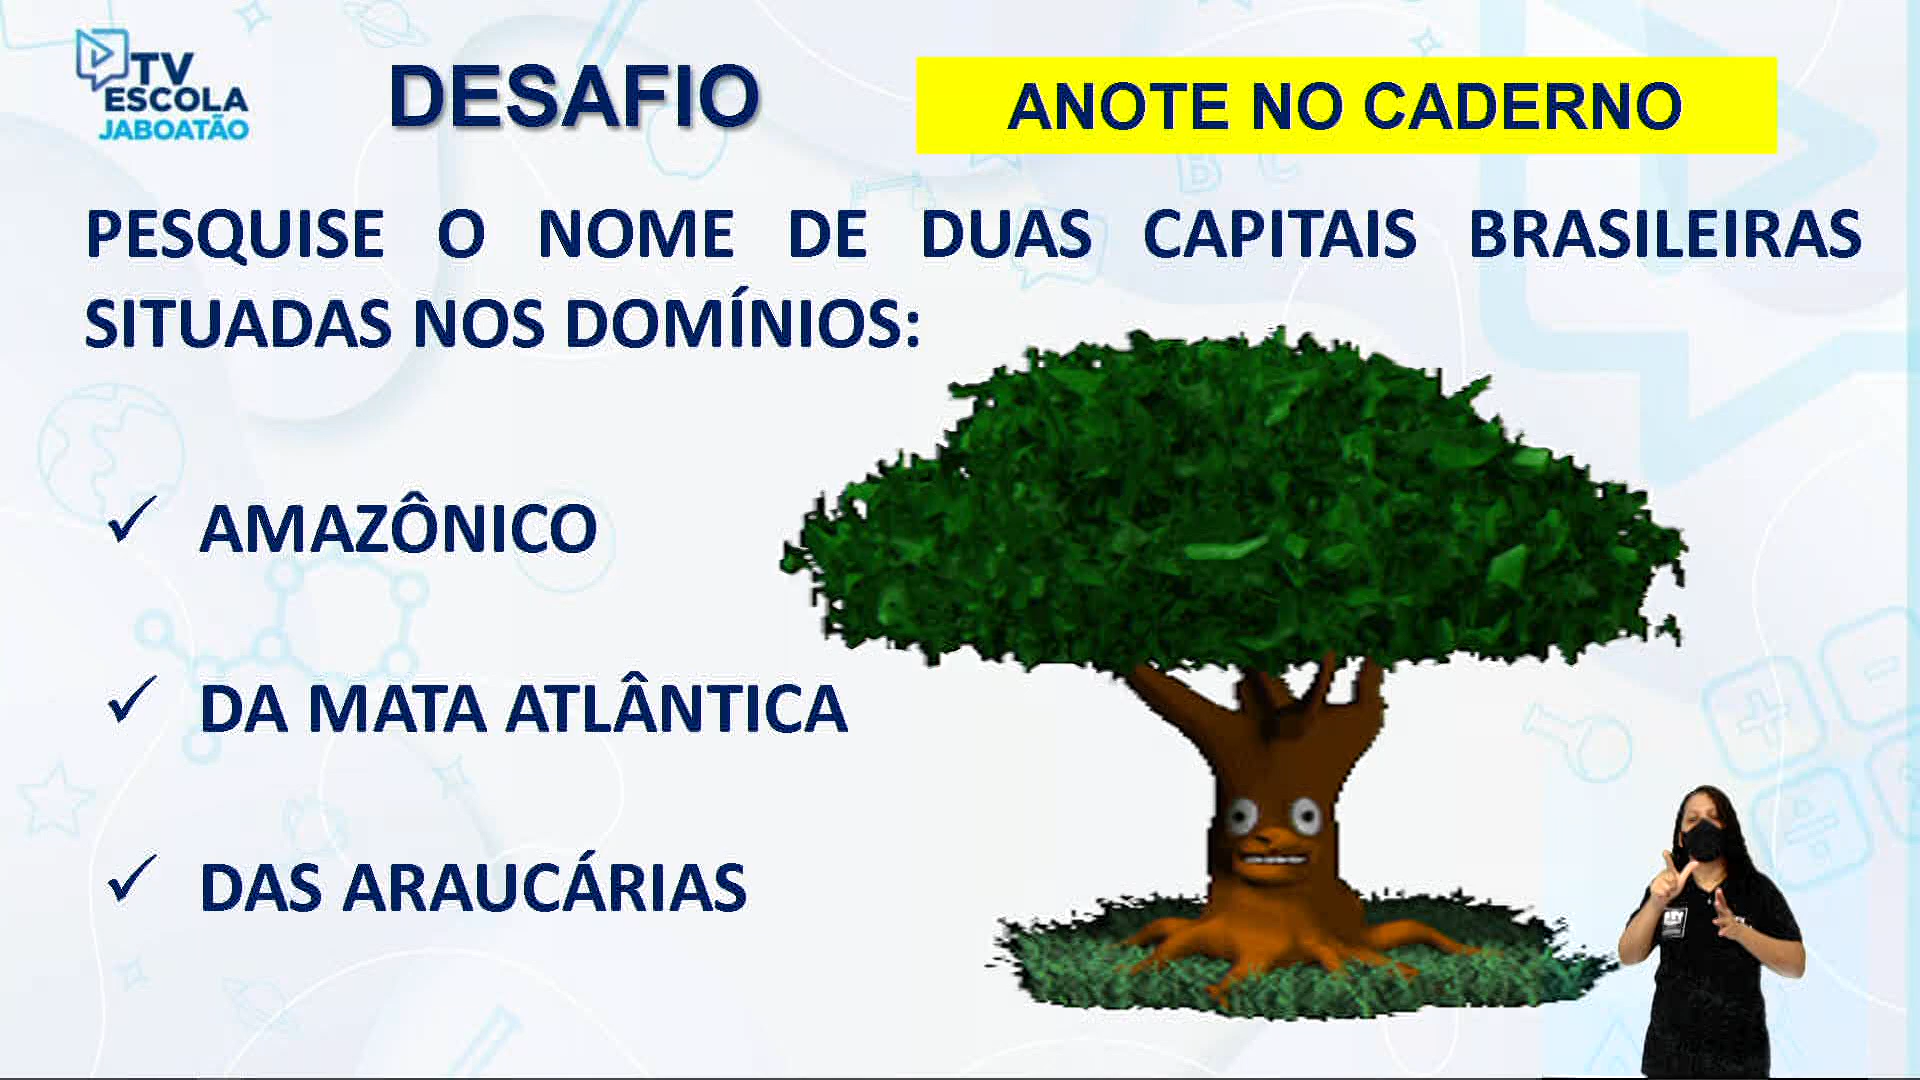 TV
ESCOLA
JABOATÃO
DESAFIO
ANOTE NO CADERNO
PESQUISE O NOME DE DUAS CAPITAIS BRASILEIRAS
SITUADAS NOS DOMÍNIOS:
✓ AMAZÔNICO
✓ DA MATA ATLÂNTICA
✓ DAS ARAUCÁRIAS